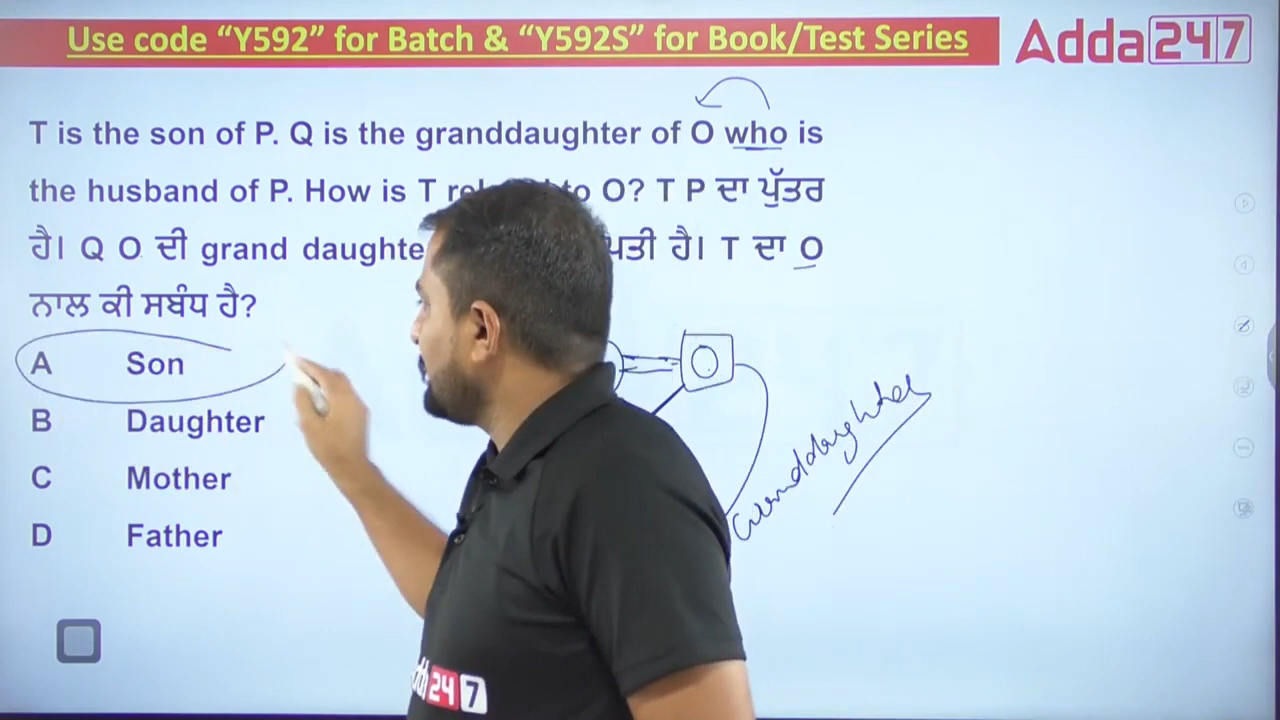 Use code “Y592” for Batch & “Y592S” for Book/Test Series
Adda247
T is the son of P. Q is the granddaughter of O who is
the husband of P. How is T to O? T P ਦਾ ਪੁੱਤਰ
ਹੈ। Q O ਦੀ grand ਹੈ। T ਦਾ O
ਨਾਲ ਕੀ ਸਬੰਧ ਹੈ?
A Son
B Daughter
C Mother
D Father
O
Granddaughter
247